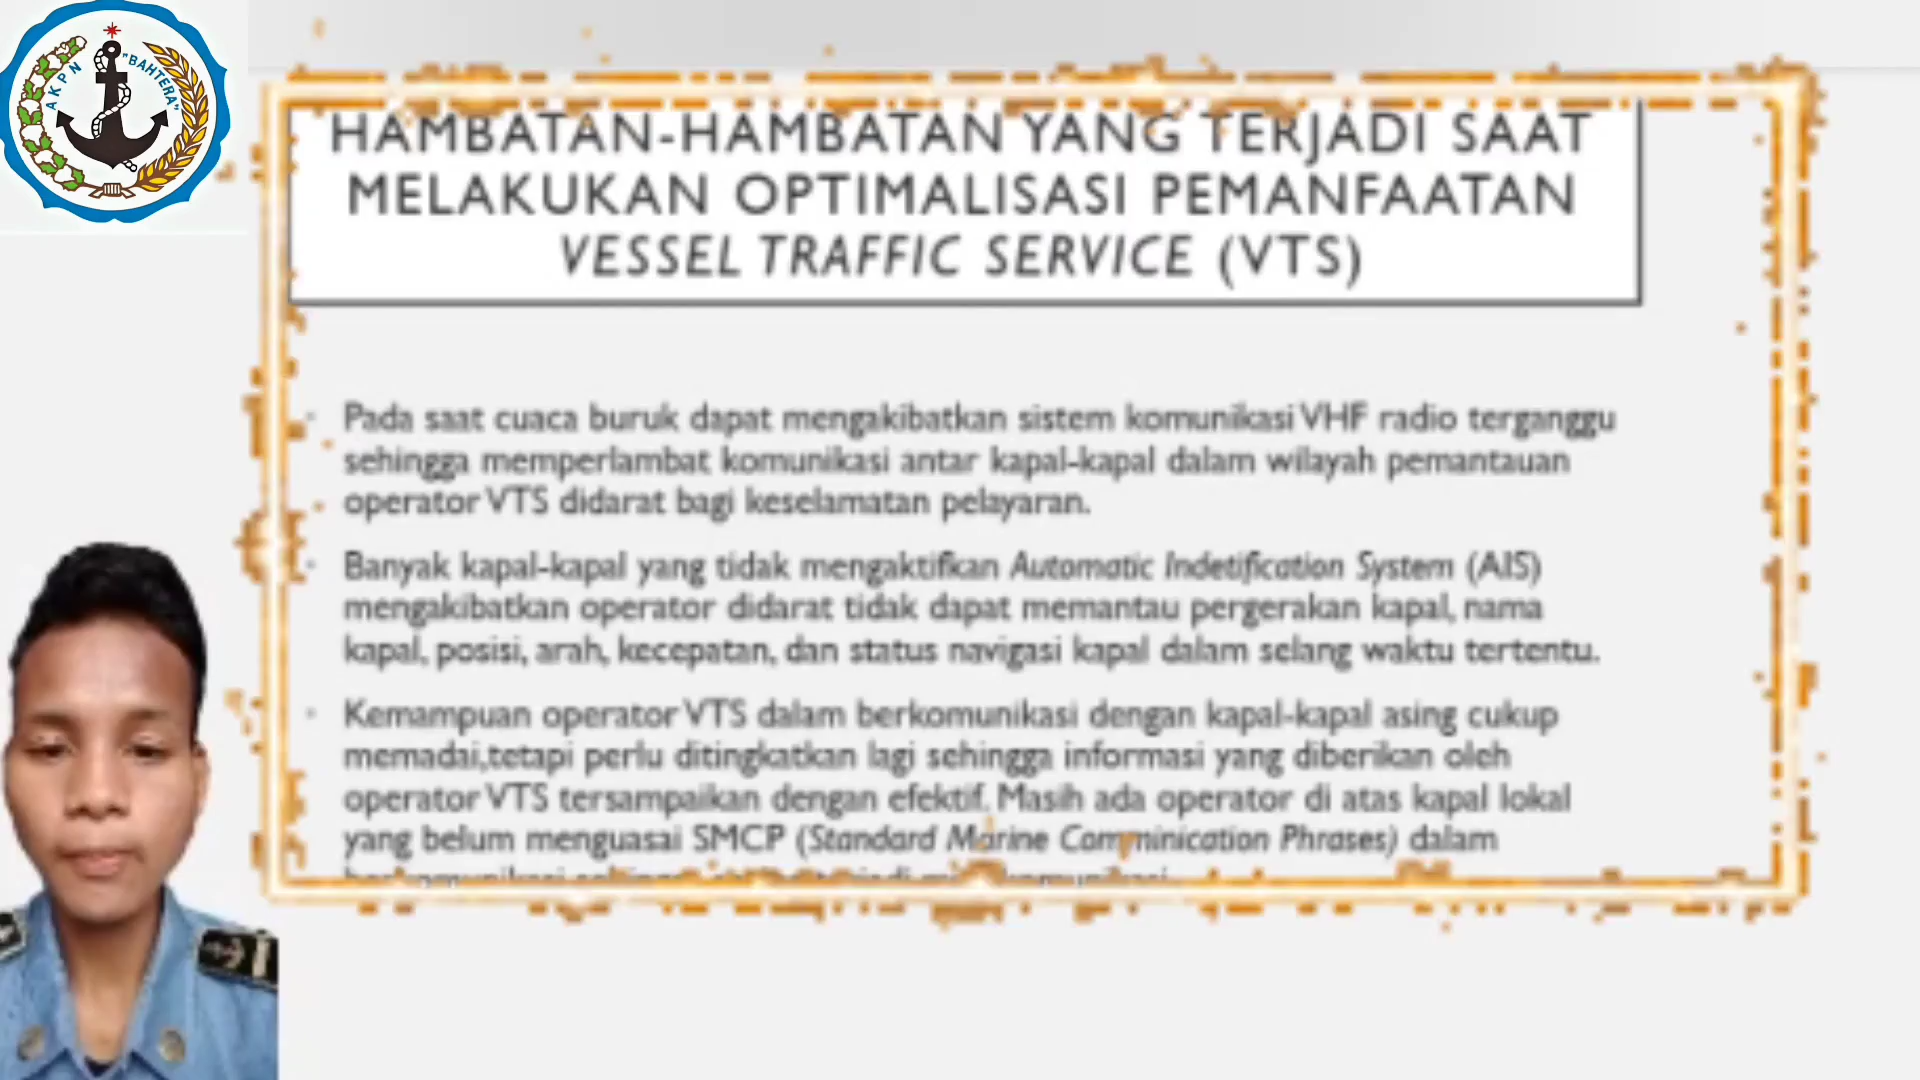 AKPN "BAHTERA"
HAMBATAN-HAMBATAN YANG TERJADI SAAT
MELAKUKAN OPTIMALISASI PEMANFAATAN
VESSEL TRAFFIC SERVICE (VTS)
Pada saat cuaca buruk dapat mengakibatkan sistem komunikasi VHF radio terganggu
sehingga memperlambat komunikasi antar kapal-kapal dalam wilayah pemantauan
operator VTS didarat bagi keselamatan pelayaran.
Banyak kapal-kapal yang tidak mengaktifkan Automatic Indetification System (AIS)
mengakibatkan operator didarat tidak dapat memantau pergerakan kapal, nama
kapal, posisi, arah, kecepatan, dan status navigasi kapal dalam selang waktu tertentu.
Kemampuan operator VTS dalam berkomunikasi dengan kapal-kapal asing cukup
memadai,tetapi perlu ditingkatkan lagi sehingga informasi yang diberikan oleh
operator VTS tersampaikan dengan efektif. Masih ada operator di atas kapal lokal
yang belum menguasai SMCP (Standard Marine Comminication Phrases) dalam